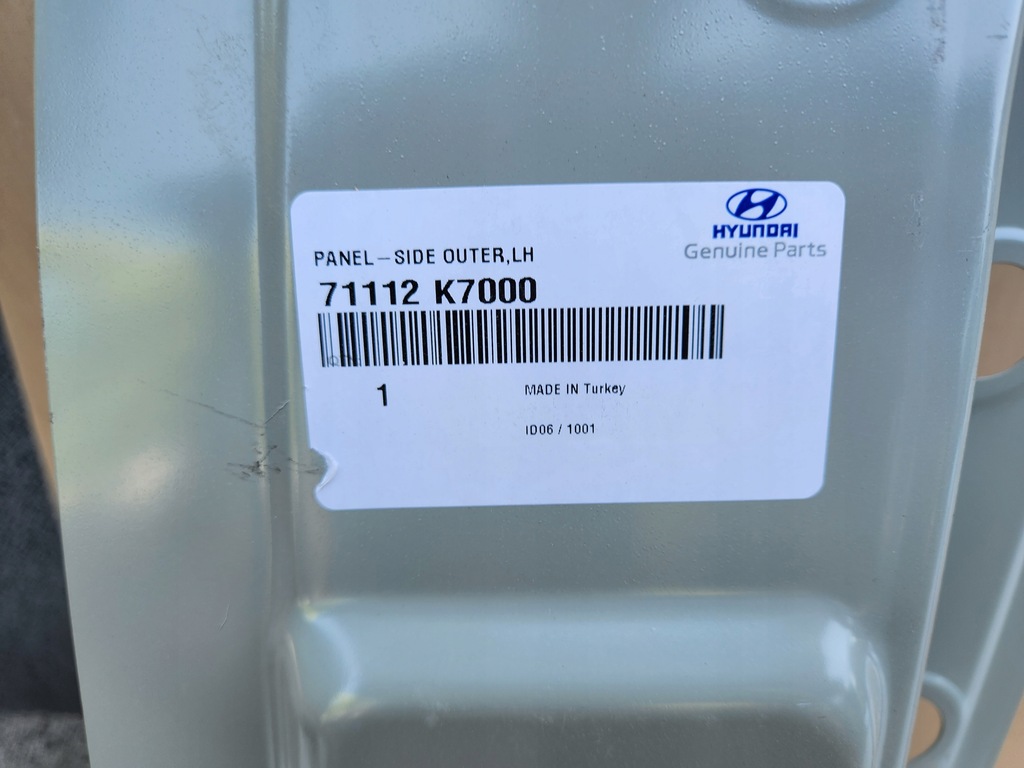 HYUNDAI
Genuine Parts
PANEL-SIDE OUTER,LH
71112 K7000
1
MADE IN Turkey
ID06 / 1001